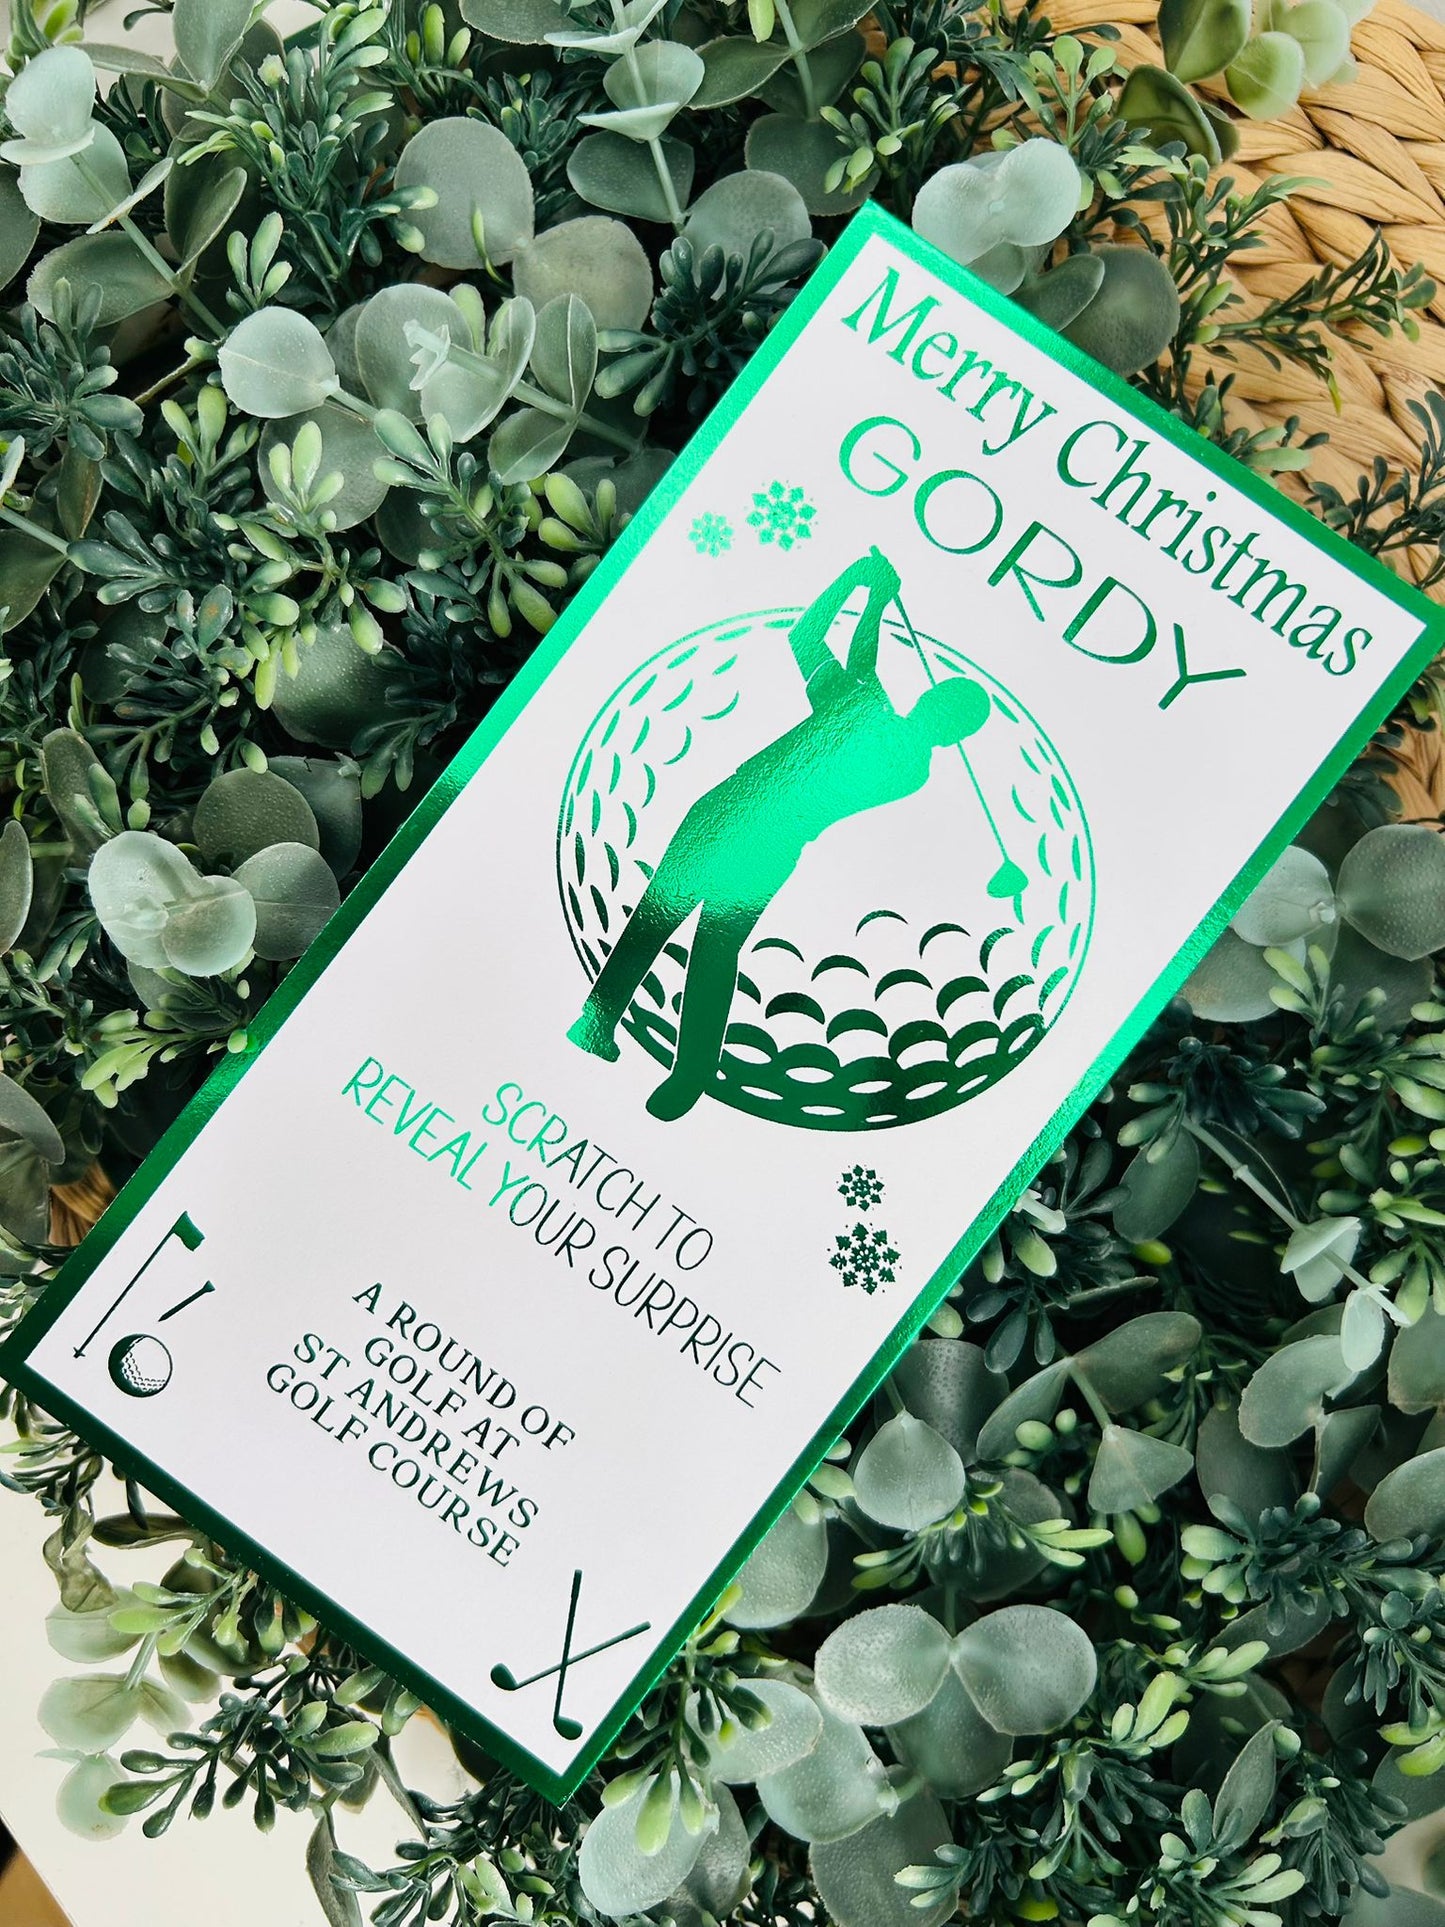 Merry Christmas
GORDY
SCRATCH TO
REVEAL YOUR SURPRISE
A ROUND OF
GOLF AT
ST ANDREWS
GOLF COURSE